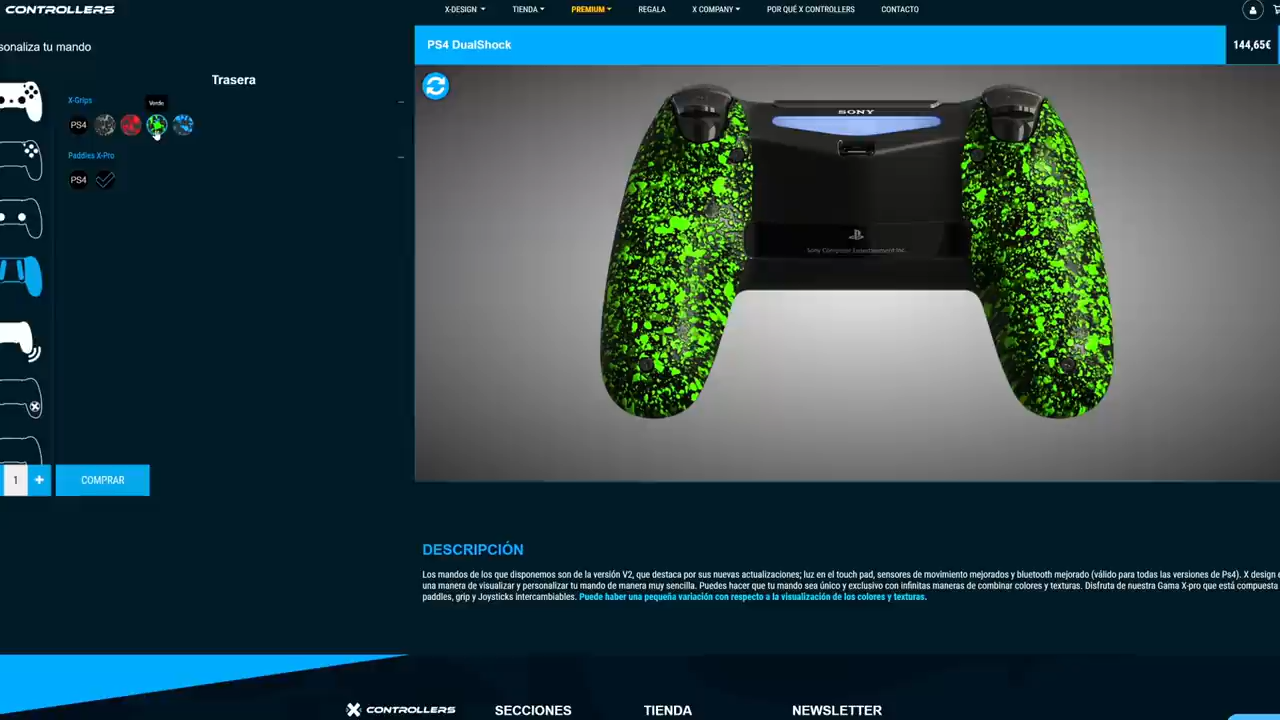 CONTROLLERS
X-DESIGN
TIENDA
PREMIUM
REGALA
X COMPANY
POR QUÉ X CONTROLLERS
CONTACTO
sonaliza tu mando
PS4 DualShock
144,65€
Trasera
X-Grips
Verde
PS4
Paddles X-Pro
PS4
SONY
Sony Computer Entertainment Inc.
1
+
COMPRAR
DESCRIPCIÓN
Los mandos de los que disponemos son de la versión V2, que destaca por sus nuevas actualizaciones; luz en el touch pad, sensores de movimiento mejorados y bluetooth mejorado (válido para todas las versiones de Ps4). X design e
una manera de visualizar y personalizar tu mando de manera muy sencilla. Puedes hacer que tu mando sea único y exclusivo con infinitas maneras de combinar colores y texturas. Disfruta de nuestra Gama X-pro que está compuesta
paddles, grip y Joysticks intercambiables. Puede haber una pequeña variación con respecto a la visualización de los colores y texturas.
X CONTROLLERS
SECCIONES
TIENDA
NEWSLETTER